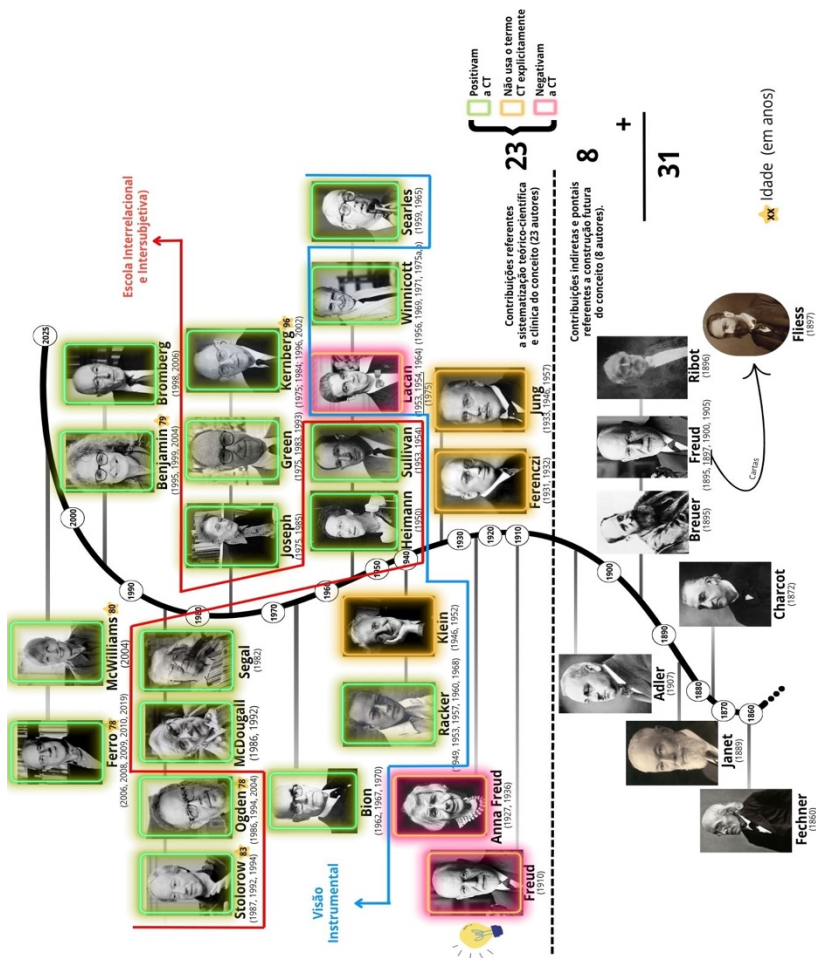 2025
Bromberg
(1998, 2006)
Benjamin 79
(1995, 1999, 2004)
2000
McWilliams 80
(2004)
Ferro 78
(2006, 2008, 2009, 2010, 2019)
Escola Interrelacional
e Intersubjetiva)
1990
Kernberg 96
(1975; 1984; 1996, 2002)
Green
(1975, 1983, 1993)
Joseph
(1975, 1985)
1980
Segal
(1982)
McDougall
(1986, 1992)
Ogden 78
(1986, 1994, 2004)
Stolorow 83
(1987, 1992, 1994)
1970
Bion
(1962, 1967, 1970)
1960
Searles
(1959, 1965)
Winnicott
(1956, 1969, 1971, 1975a,b)
Lacan
(1953, 1954, 1964)
(1975)
Sullivan
(1953, 1954)
Heimann
(1950)
1950
1940
Klein
(1946, 1952)
Racker
(1949, 1953, 1957, 1960, 1968)
Visão
Instrumental
Jung
(1933, 1946, 1957)
Ferenczi
(1931, 1932)
1930
1920
1910
Anna Freud
(1927, 1936)
Freud
(1910)
Positivam
a CT
Não usa o termo
CT explicitamente
Negativam
a CT
23
Contribuições referentes
a sistematização teórico-científica
e clínica do conceito (23 autores)
8
+
Contribuições indiretas e pontais
referentes a construção futura
do conceito (8 autores).
31
xx Idade (em anos)
Ribot
(1896)
Freud
(1895, 1897, 1900, 1905)
Breuer
(1895)
Fliess
(1897)
Cartas
1900
Adler
(1907)
1890
Charcot
(1872)
1880
Janet
(1889)
1870
1860
Fechner
(1860)